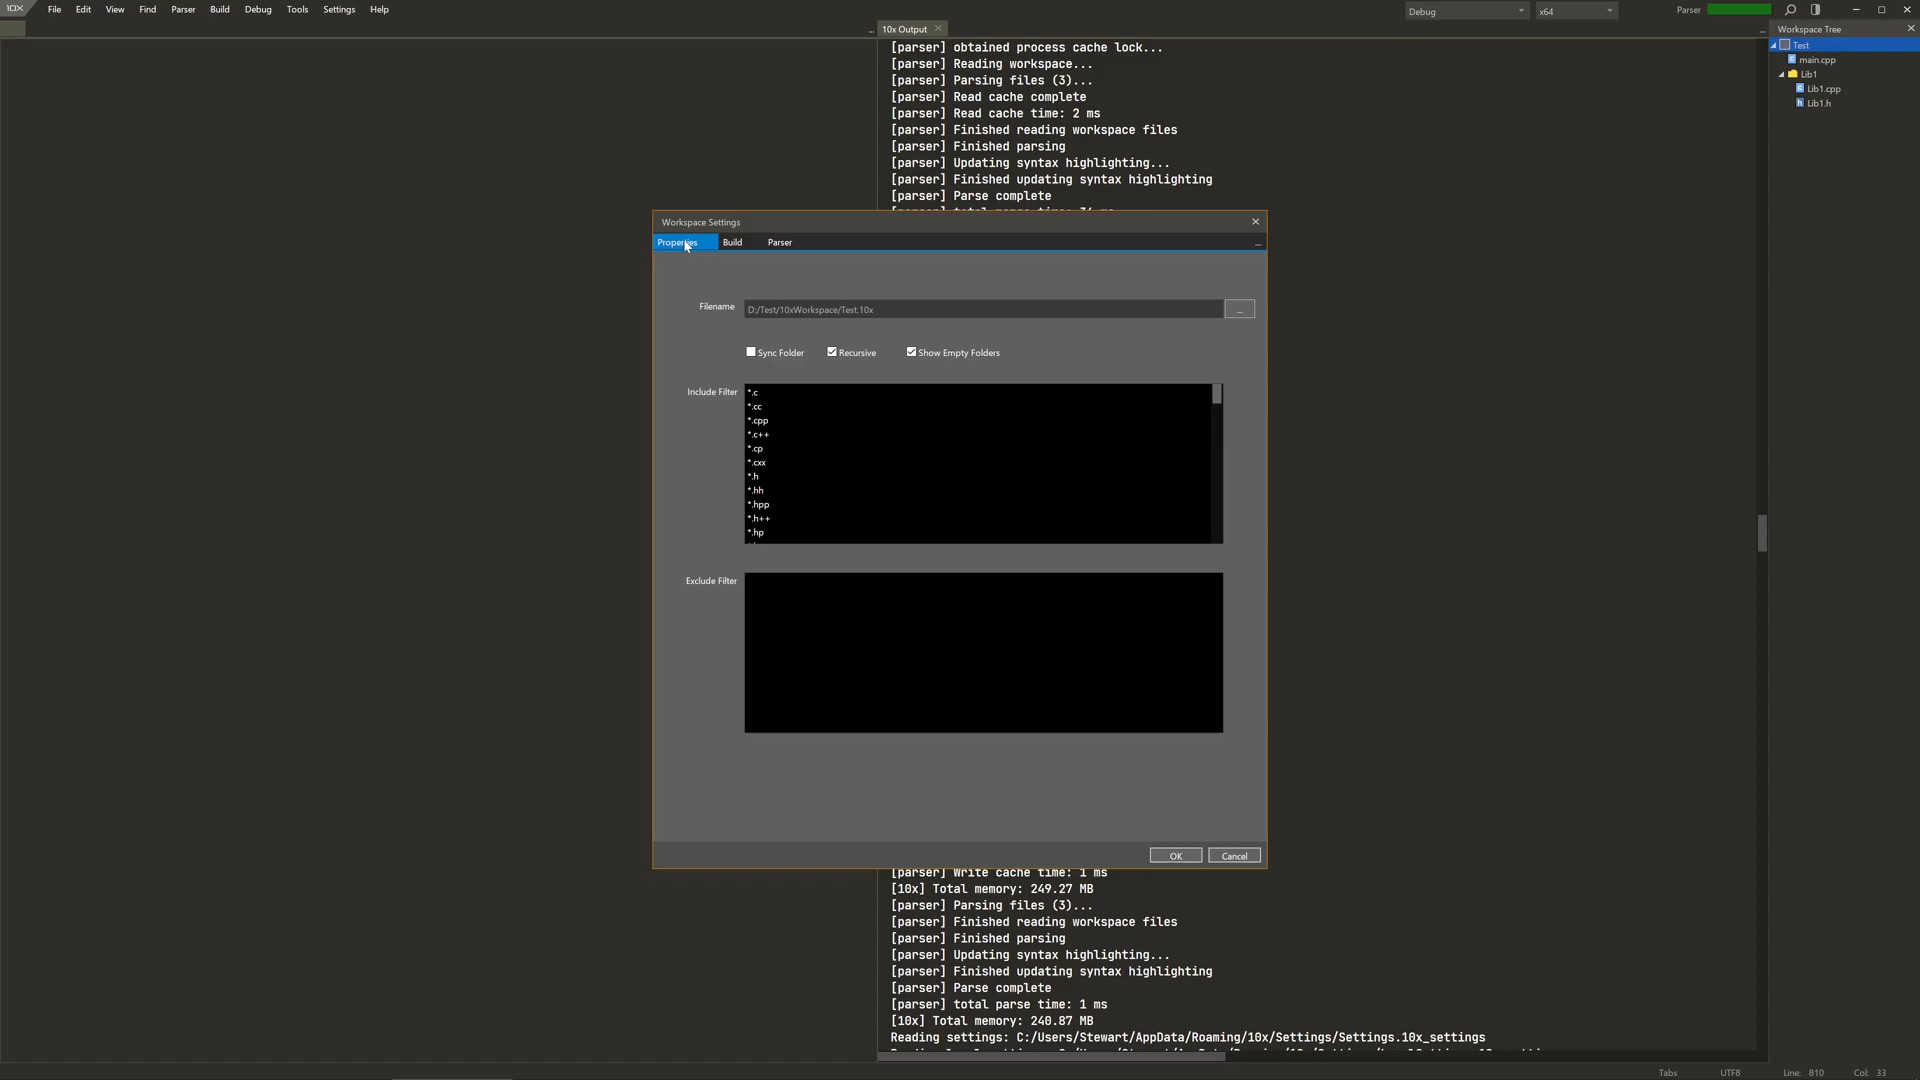 10X File Edit View Find Parser Build Debug Tools Settings Help Debug x64 Parser
... 10x Output ... Workspace Tree
Test
main.cpp
Lib1
Lib1.cpp
Lib1.h
[parser] obtained process cache lock...
[parser] Reading workspace...
[parser] Parsing files (3)...
[parser] Read cache complete
[parser] Read cache time: 2 ms
[parser] Finished reading workspace files
[parser] Finished parsing
[parser] Updating syntax highlighting...
[parser] Finished updating syntax highlighting
[parser] Parse complete
Workspace Settings
Properties Build Parser ...
Filename D:/Test/10xWorkspace/Test.10x ...
Sync Folder Recursive Show Empty Folders
Include Filter
*.c
*.cc
*.cpp
*.c++
*.cp
*.cxx
*.h
*.hh
*.hpp
*.h++
*.hp
Exclude Filter
OK Cancel
[parser] Write cache time: 1 ms
[10x] Total memory: 249.27 MB
[parser] Parsing files (3)...
[parser] Finished reading workspace files
[parser] Finished parsing
[parser] Updating syntax highlighting...
[parser] Finished updating syntax highlighting
[parser] Parse complete
[parser] total parse time: 1 ms
[10x] Total memory: 240.87 MB
Reading settings: C:/Users/Stewart/AppData/Roaming/10x/Settings/Settings.10x_settings
Tabs UTF8 Line: 810 Col: 33